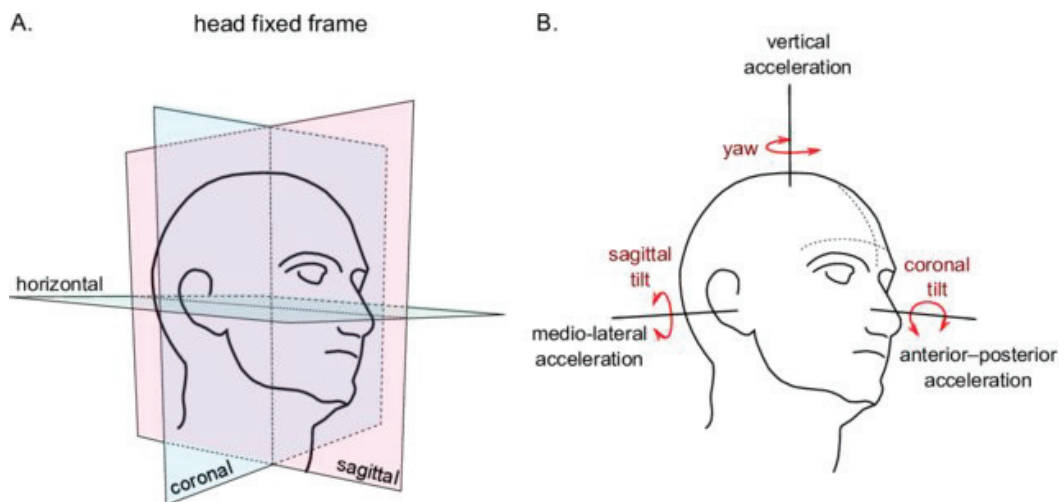 A.
head fixed frame
horizontal
coronal
sagittal
B.
vertical
acceleration
yaw
sagittal
tilt
coronal
tilt
medio-lateral
acceleration
anterior–posterior
acceleration